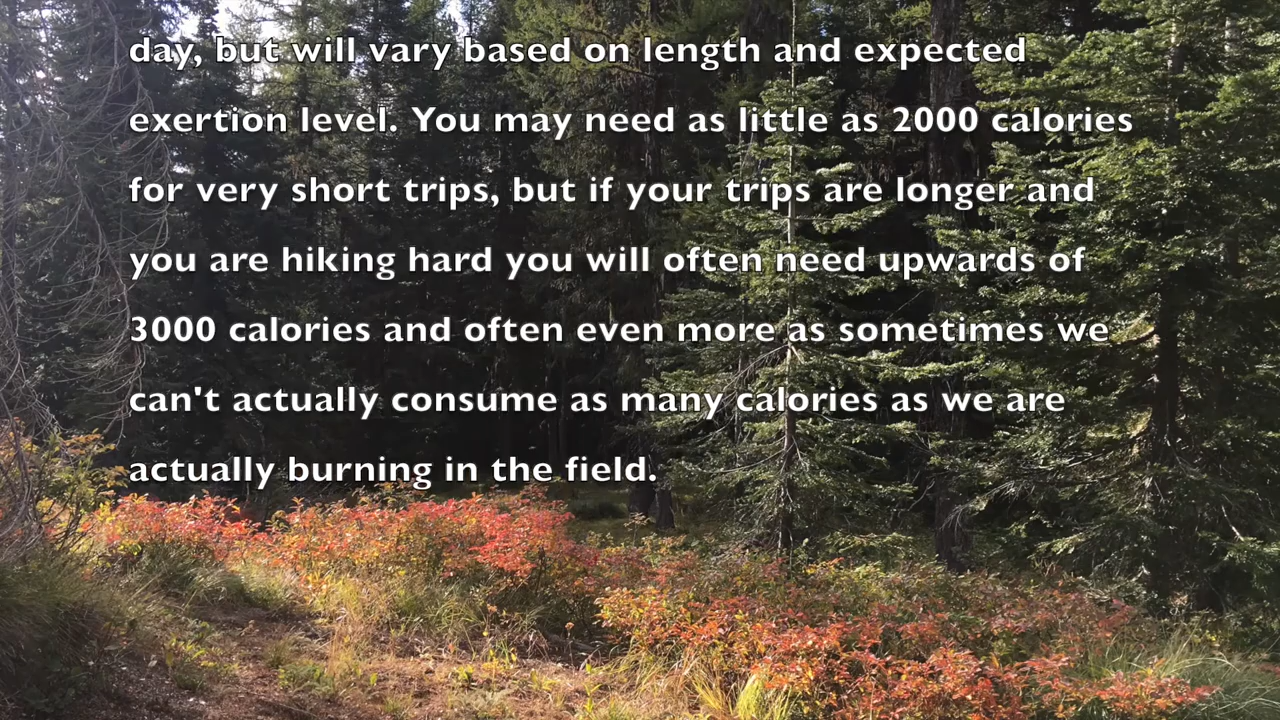 day, but will vary based on length and expected
exertion level. You may need as little as 2000 calories
for very short trips, but if your trips are longer and
you are hiking hard you will often need upwards of
3000 calories and often even more as sometimes we
can't actually consume as many calories as we are
actually burning in the field.